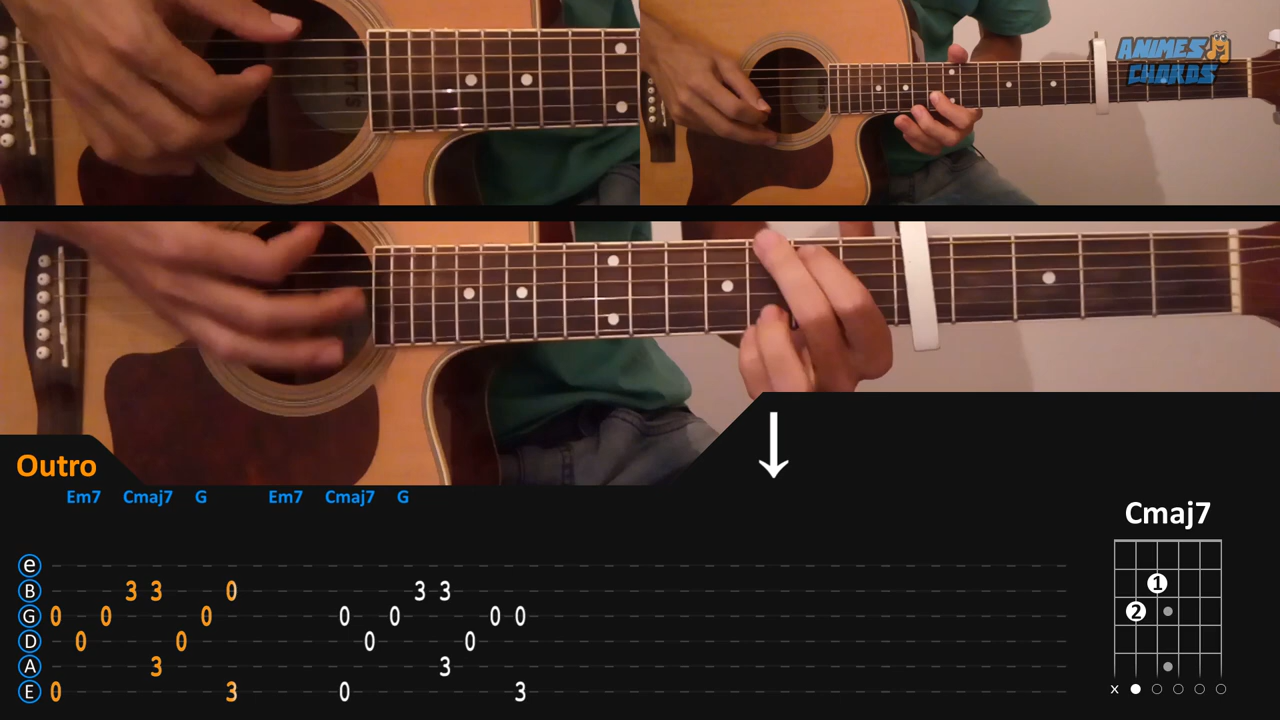 ANIMES
CHORDS
Outro
Em7 Cmaj7 G Em7 Cmaj7 G
Cmaj7
e
B 3 3 0 3 3
1
G 0 0 0 0 0 0 0
2
D 0 0 0 0
A 3 3
E 0 3 0 3
x